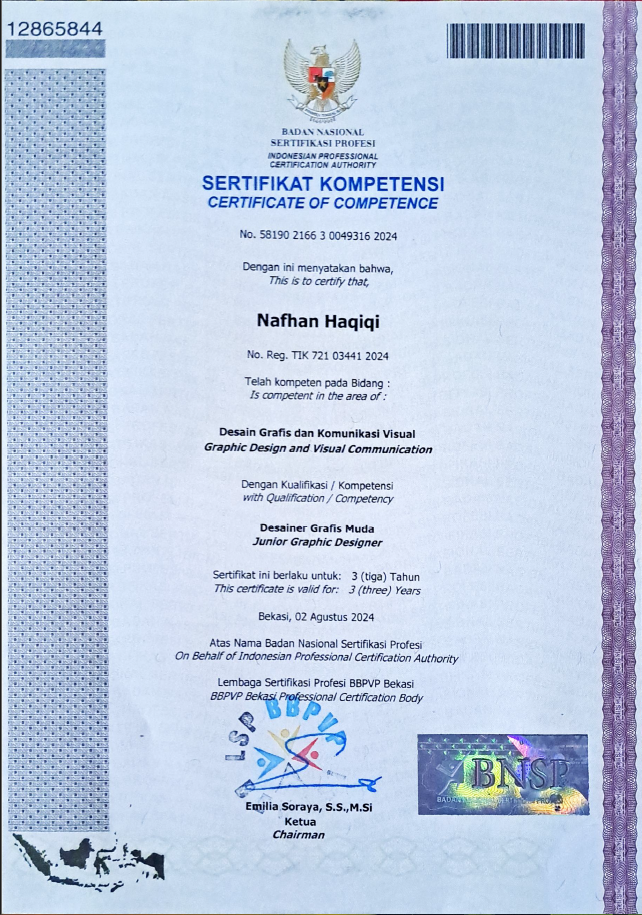 12865844
BADAN NASIONAL
SERTIFIKASI PROFESI
INDONESIAN PROFESSIONAL
CERTIFICATION AUTHORITY
SERTIFIKAT KOMPETENSI
CERTIFICATE OF COMPETENCE
No. 58190 2166 3 0049316 2024
Dengan ini menyatakan bahwa,
This is to certify that,
Nafhan Haqiqi
No. Reg. TIK 721 03441 2024
Telah kompeten pada Bidang :
Is competent in the area of :
Desain Grafis dan Komunikasi Visual
Graphic Design and Visual Communication
Dengan Kualifikasi / Kompetensi
with Qualification / Competency
Desainer Grafis Muda
Junior Graphic Designer
Sertifikat ini berlaku untuk: 3 (tiga) Tahun
This certificate is valid for: 3 (three) Years
Bekasi, 02 Agustus 2024
Atas Nama Badan Nasional Sertifikasi Profesi
On Behalf of Indonesian Professional Certification Authority
Lembaga Sertifikasi Profesi BBPVP Bekasi
BBPVP Bekasi Professional Certification Body
LSP BBPVP
BNSP
Emilia Soraya, S.S.,M.Si
Ketua
Chairman